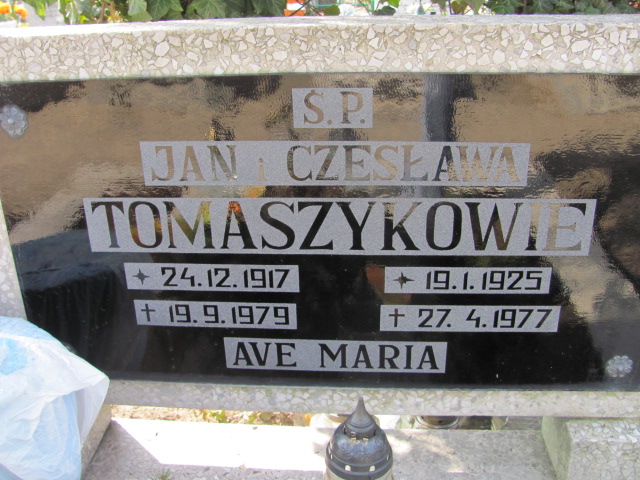 Ś.P.
JAN i CZESŁAWA
TOMASZYKOWIE
24.12.1917 19.1.1925
19.9.1979 27.4.1977
AVE MARIA